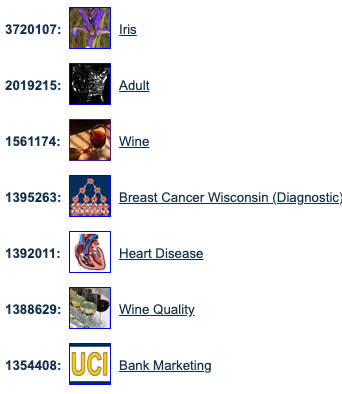 3720107: Iris
2019215: Adult
1561174: Wine
1395263: Breast Cancer Wisconsin (Diagnostic)
1392011: Heart Disease
1388629: Wine Quality
1354408: UCI Bank Marketing